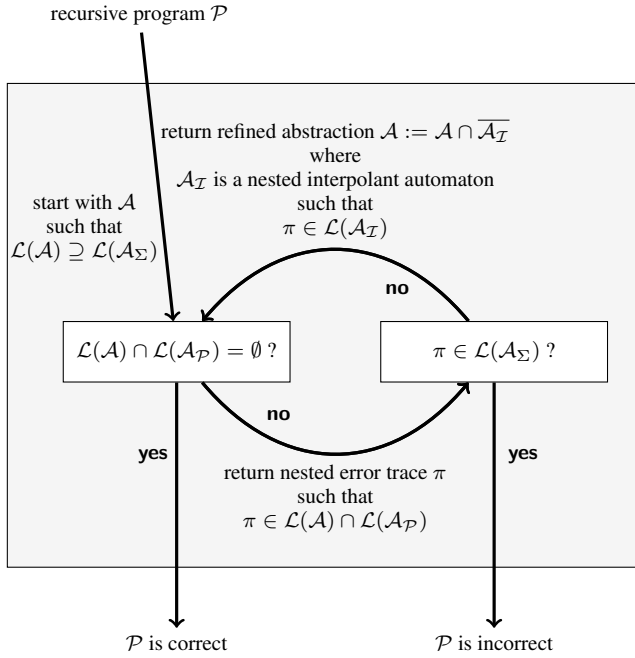 recursive program 𝒫
return refined abstraction 𝒜 := 𝒜 ∩ \overline{𝒜_ℐ}
where
𝒜_ℐ is a nested interpolant automaton
such that
π ∈ ℒ(𝒜_ℐ)
start with 𝒜
such that
ℒ(𝒜) ⊇ ℒ(𝒜_Σ)
no
ℒ(𝒜) ∩ ℒ(𝒜_𝒫) = ∅ ?
π ∈ ℒ(𝒜_Σ) ?
no
yes
yes
return nested error trace π
such that
π ∈ ℒ(𝒜) ∩ ℒ(𝒜_𝒫)
𝒫 is correct
𝒫 is incorrect